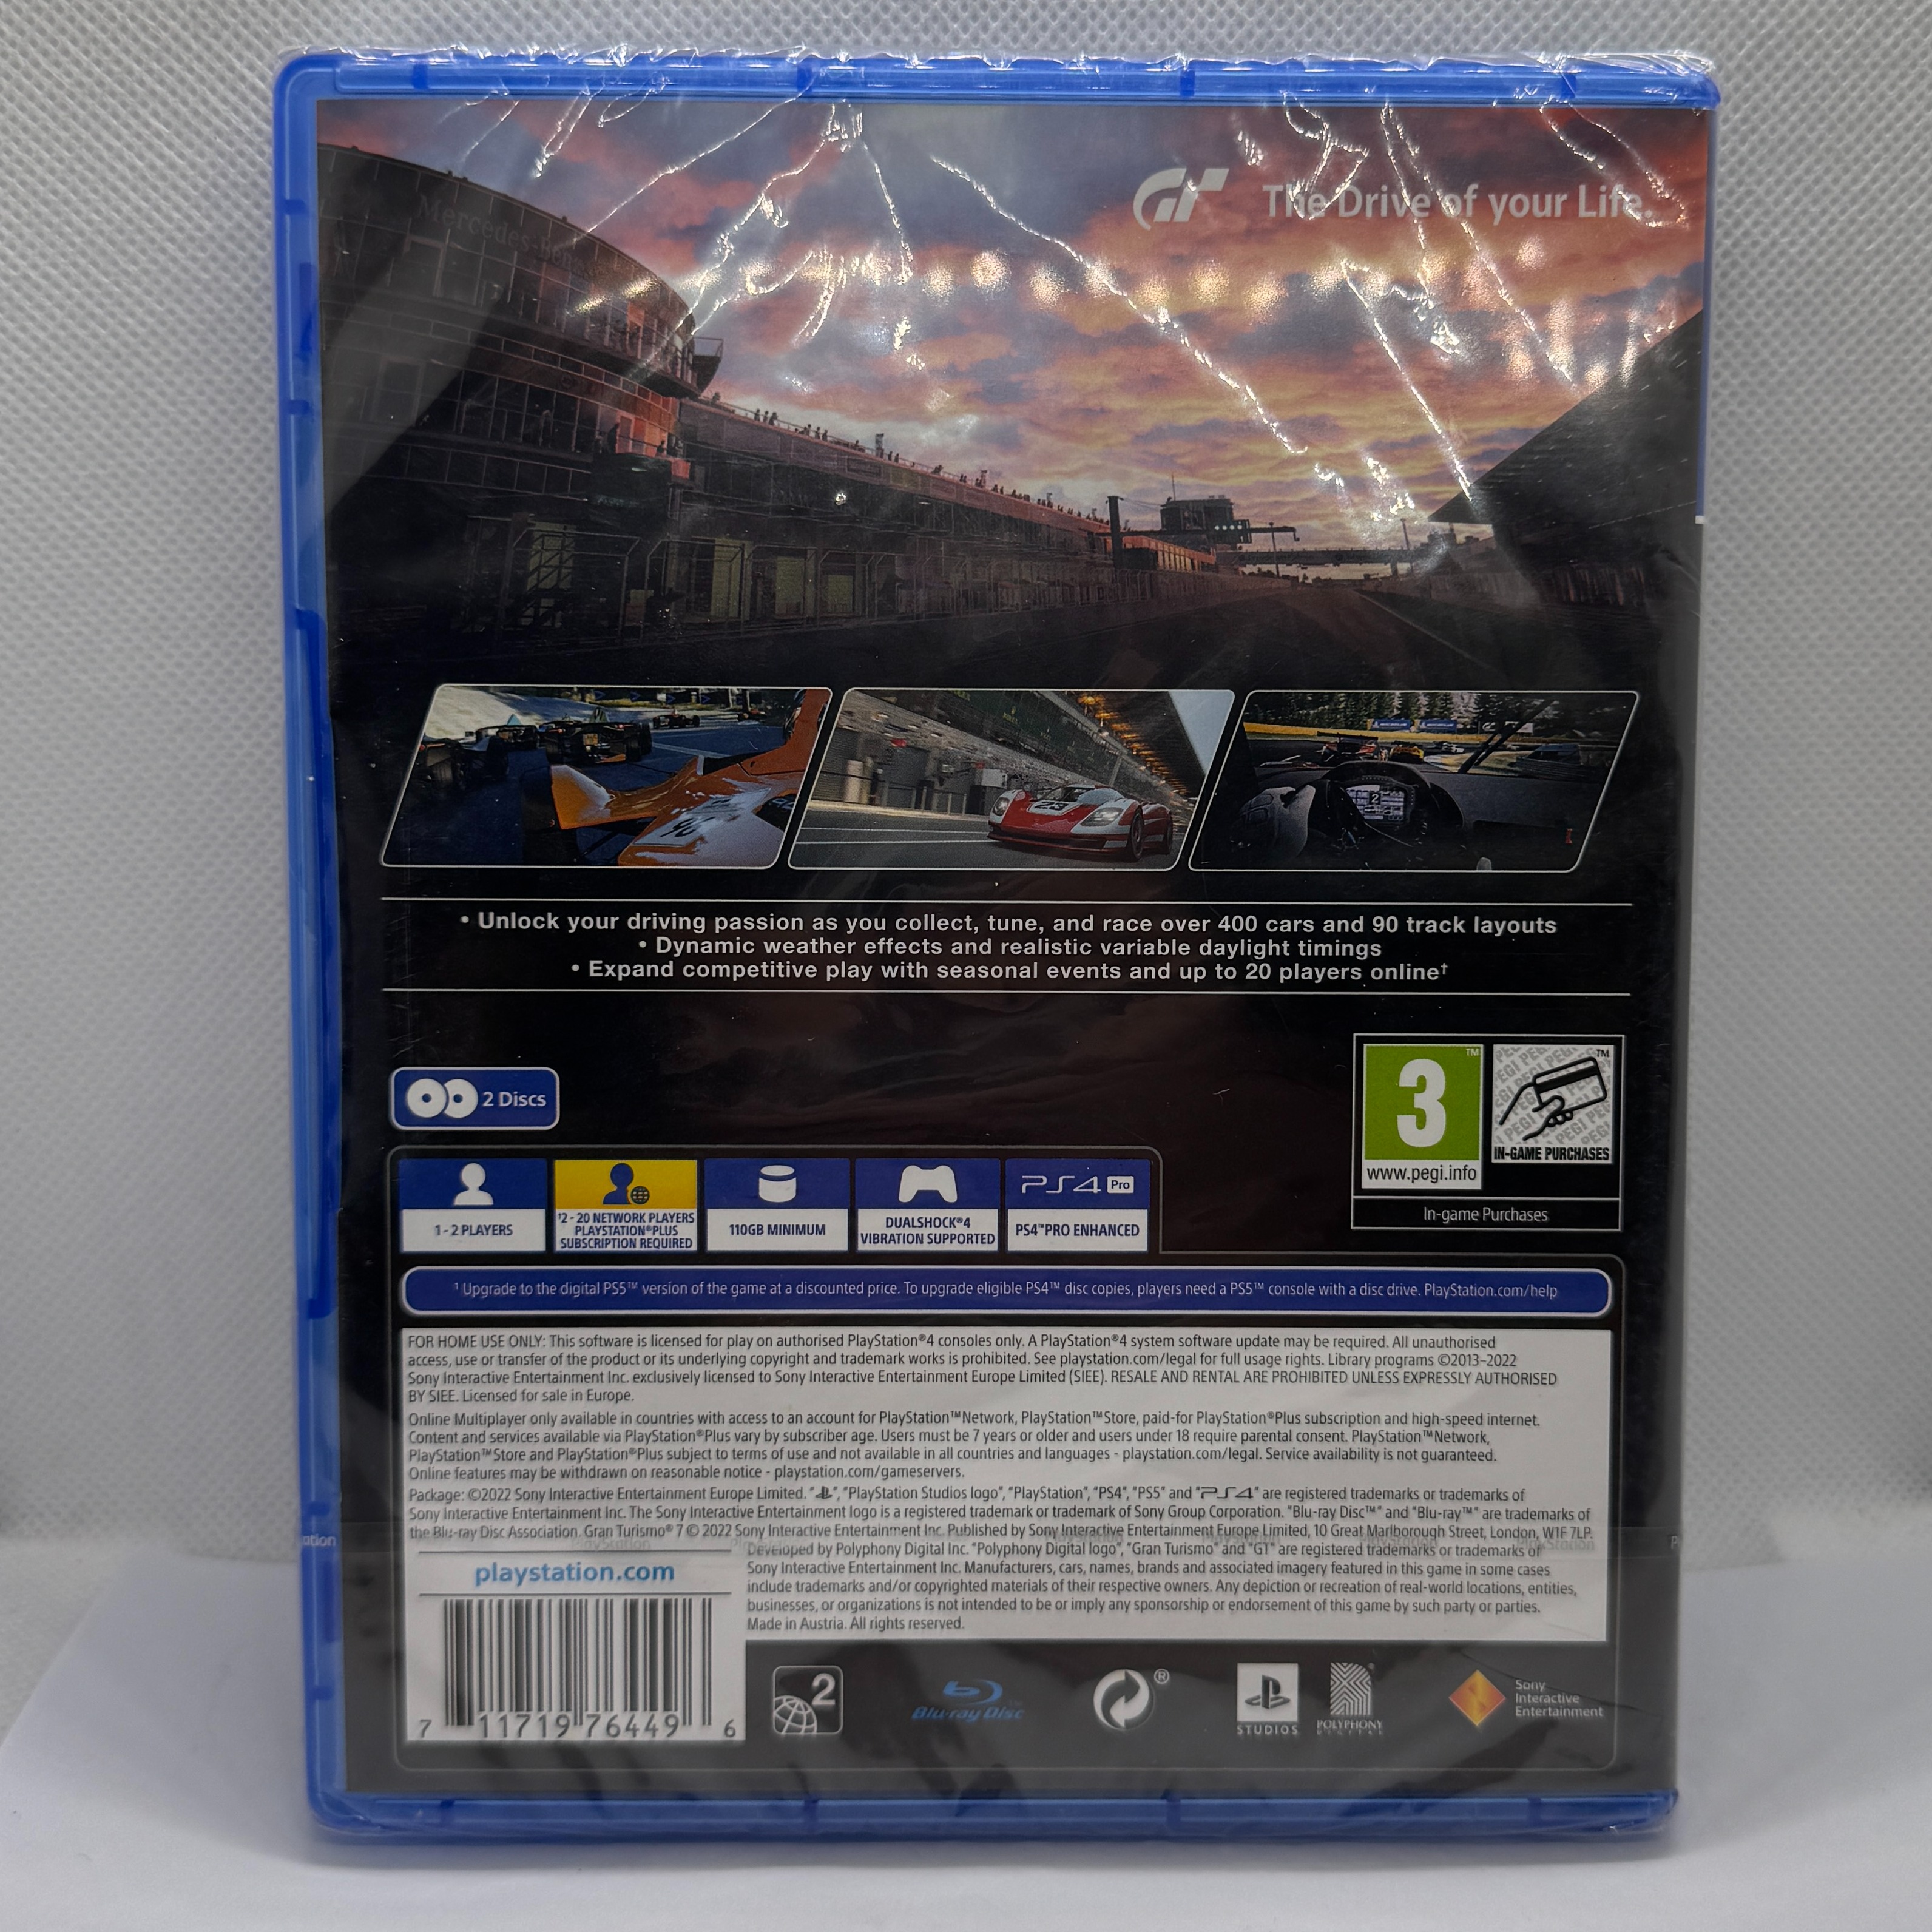 Mercedes-Benz
GT The Drive of your Life.
23
2
• Unlock your driving passion as you collect, tune, and race over 400 cars and 90 track layouts
• Dynamic weather effects and realistic variable daylight timings
• Expand competitive play with seasonal events and up to 20 players online†
2 Discs
3™
www.pegi.info
PEGI
™
IN-GAME PURCHASES
In-game Purchases
1 - 2 PLAYERS
†2 - 20 NETWORK PLAYERS
PLAYSTATION®PLUS
SUBSCRIPTION REQUIRED
110GB MINIMUM
DUALSHOCK®4
VIBRATION SUPPORTED
PS4 Pro
PS4™PRO ENHANCED
¹ Upgrade to the digital PS5™ version of the game at a discounted price. To upgrade eligible PS4™ disc copies, players need a PS5™ console with a disc drive. PlayStation.com/help
FOR HOME USE ONLY: This software is licensed for play on authorised PlayStation®4 consoles only. A PlayStation®4 system software update may be required. All unauthorised
access, use or transfer of the product or its underlying copyright and trademark works is prohibited. See playstation.com/legal for full usage rights. Library programs ©2013-2022
Sony Interactive Entertainment Inc. exclusively licensed to Sony Interactive Entertainment Europe Limited (SIEE). RESALE AND RENTAL ARE PROHIBITED UNLESS EXPRESSLY AUTHORISED
BY SIEE. Licensed for sale in Europe.
Online Multiplayer only available in countries with access to an account for PlayStation™Network, PlayStation™Store, paid-for PlayStation®Plus subscription and high-speed internet.
Content and services available via PlayStation®Plus vary by subscriber age. Users must be 7 years or older and users under 18 require parental consent. PlayStation™Network,
PlayStation™Store and PlayStation®Plus subject to terms of use and not available in all countries and languages - playstation.com/legal. Service availability is not guaranteed.
Online features may be withdrawn on reasonable notice - playstation.com/gameservers.
Package: ©2022 Sony Interactive Entertainment Europe Limited. "", "PlayStation Studios logo", "PlayStation", "PS4", "PS5" and "PS4" are registered trademarks or trademarks of
Sony Interactive Entertainment Inc. The Sony Interactive Entertainment logo is a registered trademark or trademark of Sony Group Corporation. "Blu-ray Disc™" and "Blu-ray™" are trademarks of
the Blu-ray Disc Association. Gran Turismo® 7 © 2022 Sony Interactive Entertainment Inc. Published by Sony Interactive Entertainment Europe Limited, 10 Great Marlborough Street, London, W1F 7LP.
Developed by Polyphony Digital Inc. "Polyphony Digital logo", "Gran Turismo" and "GT" are registered trademarks or trademarks of
Sony Interactive Entertainment Inc. Manufacturers, cars, names, brands and associated imagery featured in this game in some cases
include trademarks and/or copyrighted materials of their respective owners. Any depiction or recreation of real-world locations, entities,
businesses, or organizations is not intended to be or imply any sponsorship or endorsement of this game by such party or parties.
Made in Austria. All rights reserved.
playstation.com
7 11719 76449 6
2
Blu-ray Disc
®
STUDIOS
POLYPHONY
DIGITAL
Sony
Interactive
Entertainment